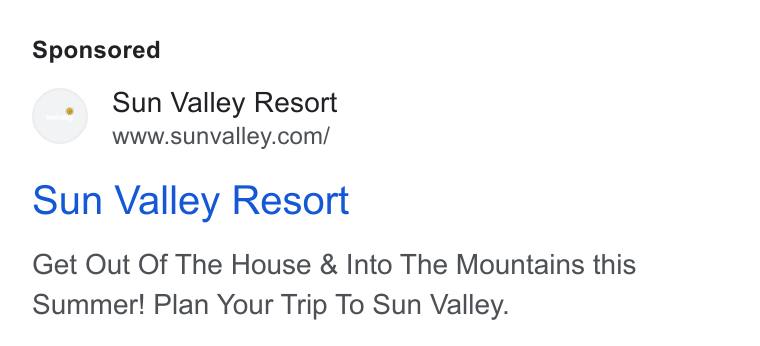 Sponsored
Sun Valley Resort
www.sunvalley.com/
Sun Valley Resort
Get Out Of The House & Into The Mountains this
Summer! Plan Your Trip To Sun Valley.